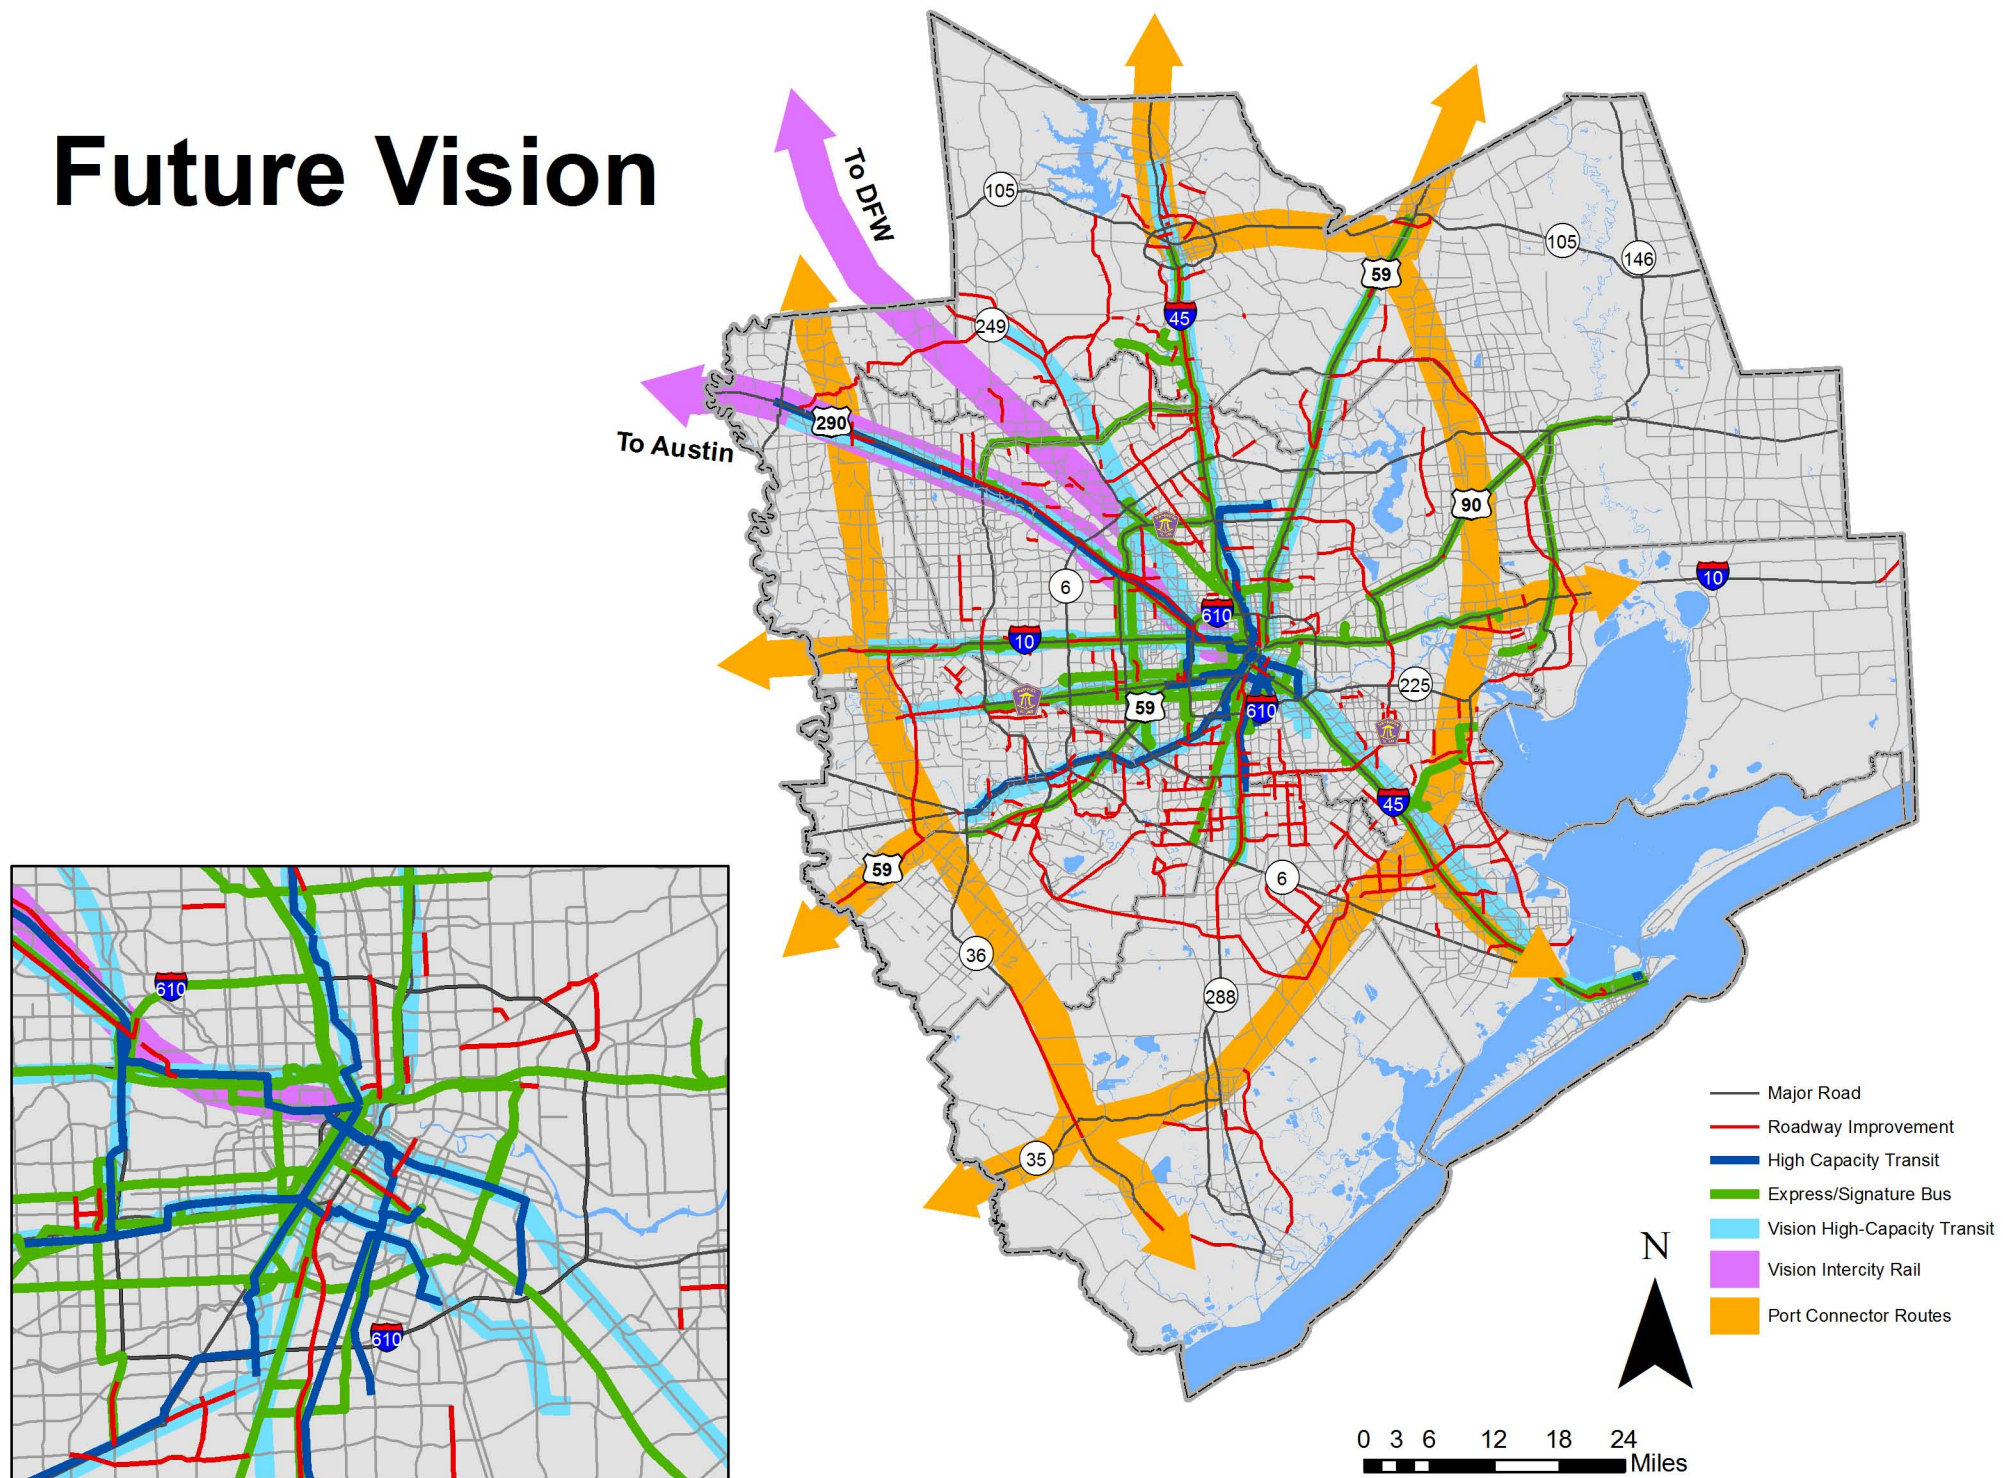 Future Vision
To DFW
To Austin
105
105
146
59
249
45
290
90
6
610
10
10
225
59
610
45
59
6
36
288
35
610
610
Major Road
Roadway Improvement
High Capacity Transit
Express/Signature Bus
Vision High-Capacity Transit
Vision Intercity Rail
Port Connector Routes
N
0 3 6 12 18 24
Miles